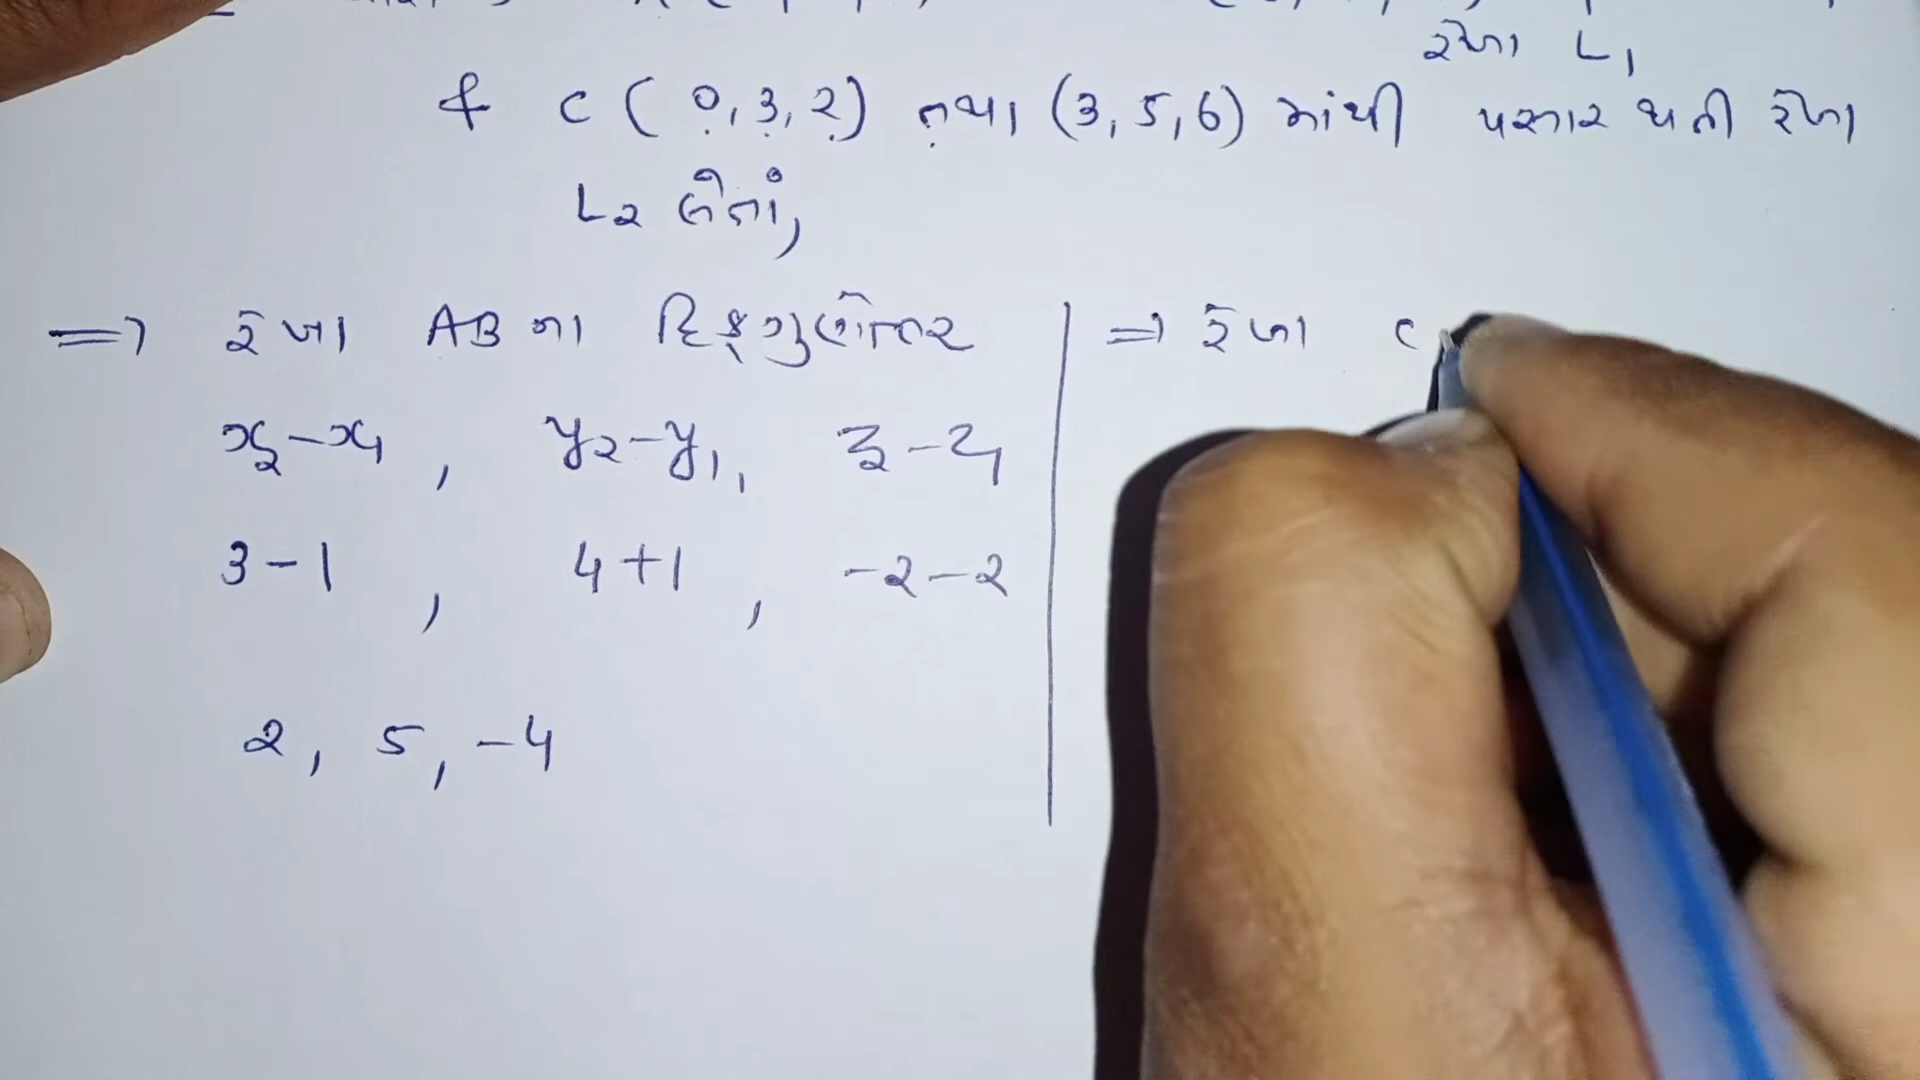 રેખા L₁
& C ( 0, 3, 2) તથા (3, 5, 6) માંથી પસાર થતી રેખા
L2 લેતાં,
=> રેખા AB ના દિક્ગુણોત્તર
x₂-x₁, y₂-y₁, z₂-z₁
3-1, 4+1, -2-2
2, 5, -4
=> રેખા C